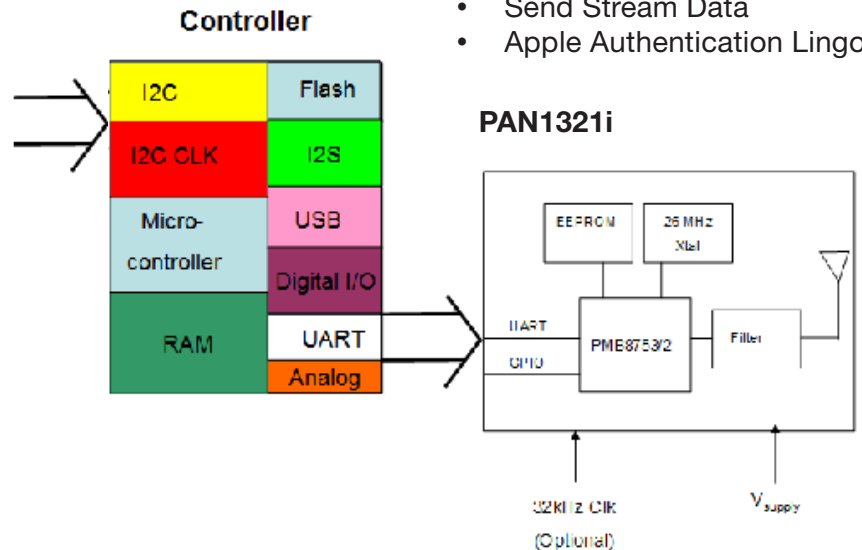 • Send Stream Data
• Apple Authentication Lingo
Controller
I2C
Flash
I2C CLK
I2S
Micro-
controller
USB
Digital I/O
RAM
UART
Analog
PAN1321i
EEPROM
26 MHz
Xtal
UART
GPIO
PMB8753/2
Filter
32kHz Clk
(Optional)
Vsupply